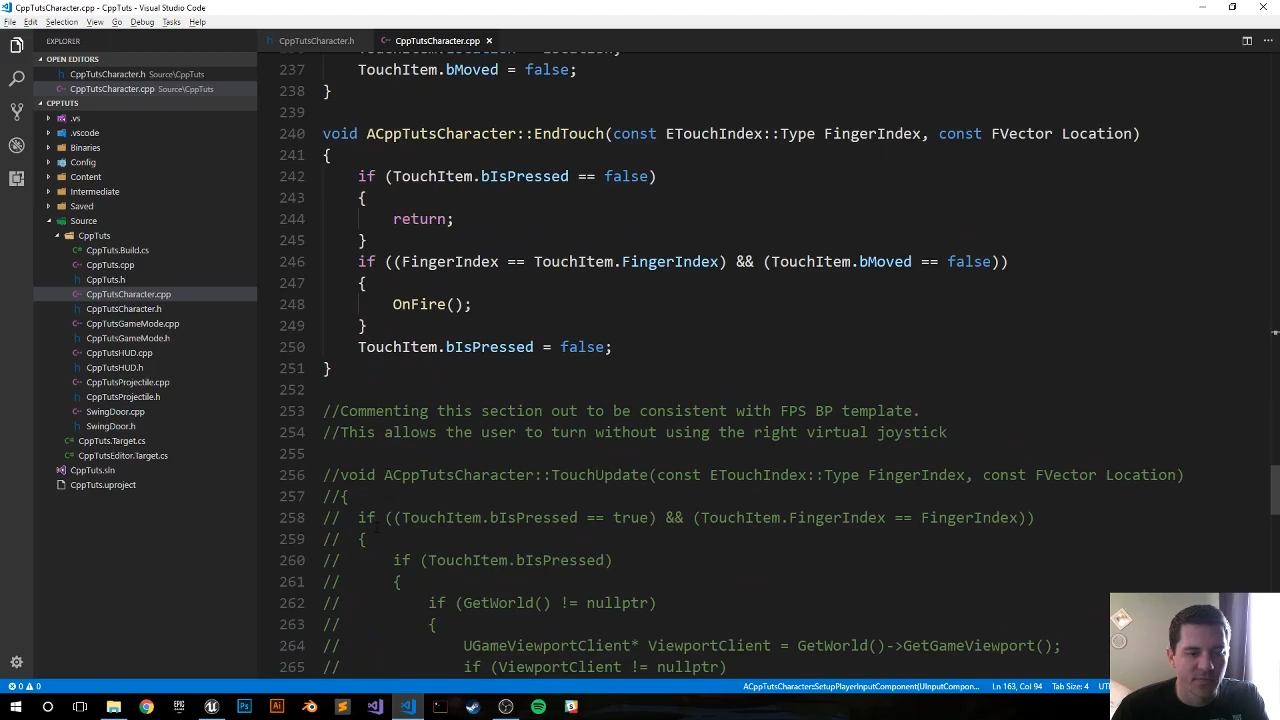 CppTutsCharacter.cpp - CppTuts - Visual Studio Code
File Edit Selection View Go Debug Tasks Help
EXPLORER
CppTutsCharacter.h
CppTutsCharacter.cpp
OPEN EDITORS
CppTutsCharacter.h Source\CppTuts
CppTutsCharacter.cpp Source\CppTuts
CPPTUTS
.vs
.vscode
Binaries
Config
Content
Intermediate
Saved
Source
CppTuts
CppTuts.Build.cs
CppTuts.cpp
CppTuts.h
CppTutsCharacter.cpp
CppTutsCharacter.h
CppTutsGameMode.cpp
CppTutsGameMode.h
CppTutsHUD.cpp
CppTutsHUD.h
CppTutsProjectile.cpp
CppTutsProjectile.h
SwingDoor.cpp
SwingDoor.h
CppTuts.Target.cs
CppTutsEditor.Target.cs
CppTuts.sln
CppTuts.uproject
237 TouchItem.bMoved = false;
238 }
239
240 void ACppTutsCharacter::EndTouch(const ETouchIndex::Type FingerIndex, const FVector Location)
241 {
242 if (TouchItem.bIsPressed == false)
243 {
244 return;
245 }
246 if ((FingerIndex == TouchItem.FingerIndex) && (TouchItem.bMoved == false))
247 {
248 OnFire();
249 }
250 TouchItem.bIsPressed = false;
251 }
252
253 //Commenting this section out to be consistent with FPS BP template.
254 //This allows the user to turn without using the right virtual joystick
255
256 //void ACppTutsCharacter::TouchUpdate(const ETouchIndex::Type FingerIndex, const FVector Location)
257 //{
258 // if ((TouchItem.bIsPressed == true) && (TouchItem.FingerIndex == FingerIndex))
259 // {
260 // if (TouchItem.bIsPressed)
261 // {
262 // if (GetWorld() != nullptr)
263 // {
264 // UGameViewportClient* ViewportClient = GetWorld()->GetGameViewport();
265 // if (ViewportClient != nullptr)
0 0 ACppTutsCharacter::SetupPlayerInputComponent(UInputCompon... Ln 163, Col 94 Tab Size: 4